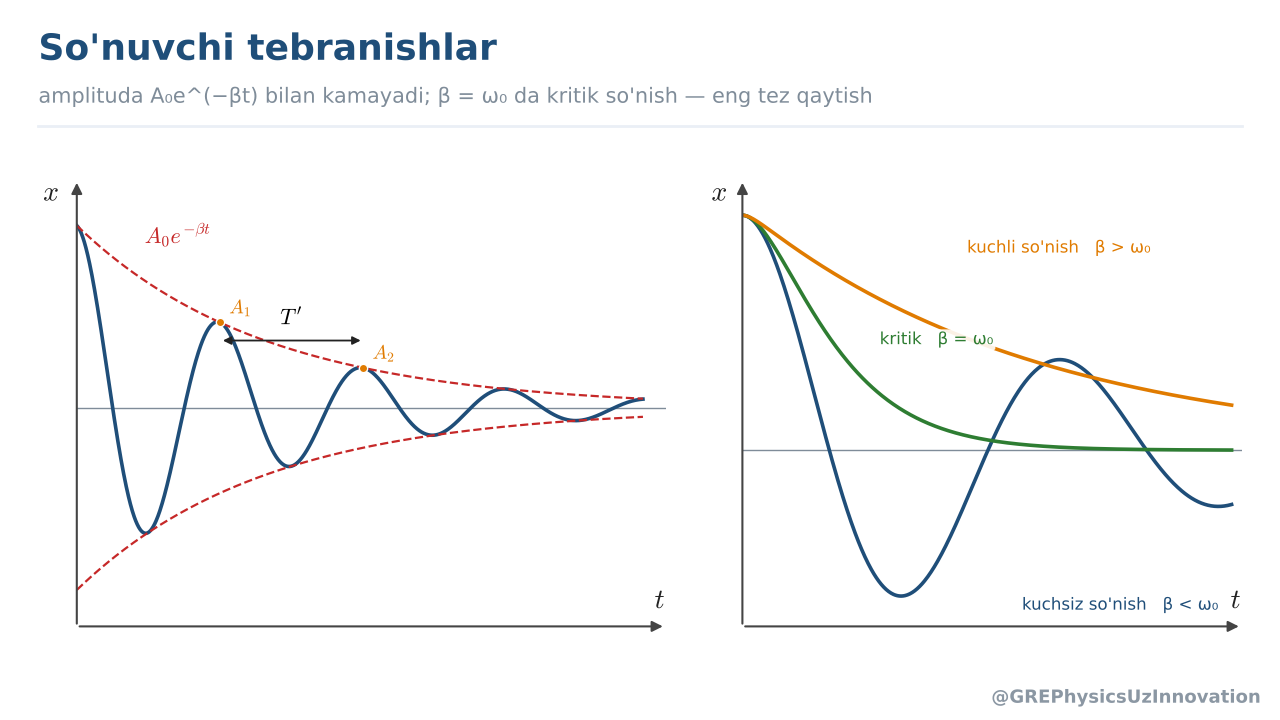 So'nuvchi tebranishlar
amplituda A₀e^(−βt) bilan kamayadi; β = ω₀ da kritik so'nish — eng tez qaytish
x
A₀e^{−βt}
A₁
T′
A₂
t
x
kuchli so'nish β > ω₀
kritik β = ω₀
kuchsiz so'nish β < ω₀
t
@GREPhysicsUzInnovation